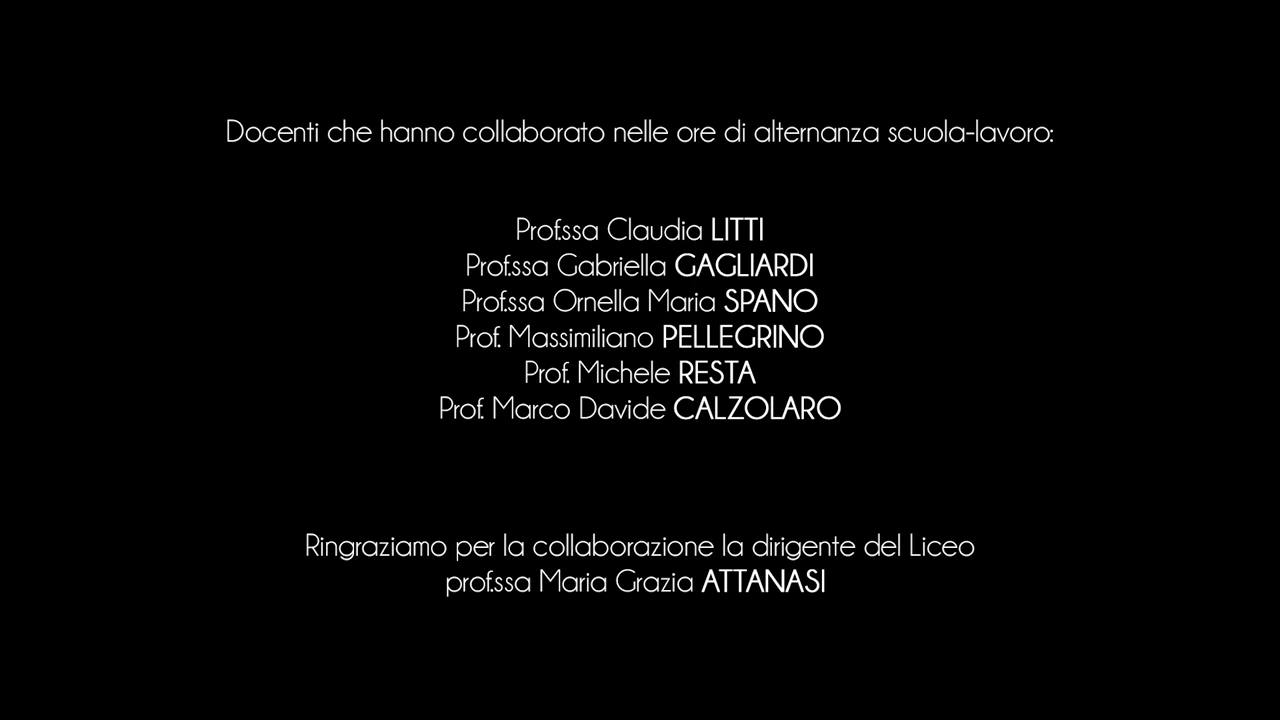 Docenti che hanno collaborato nelle ore di alternanza scuola-lavoro:
Prof.ssa Claudia LITTI
Prof.ssa Gabriella GAGLIARDI
Prof.ssa Ornella Maria SPANO
Prof. Massimiliano PELLEGRINO
Prof. Michele RESTA
Prof. Marco Davide CALZOLARO
Ringraziamo per la collaborazione la dirigente del Liceo
prof.ssa Maria Grazia ATTANASI